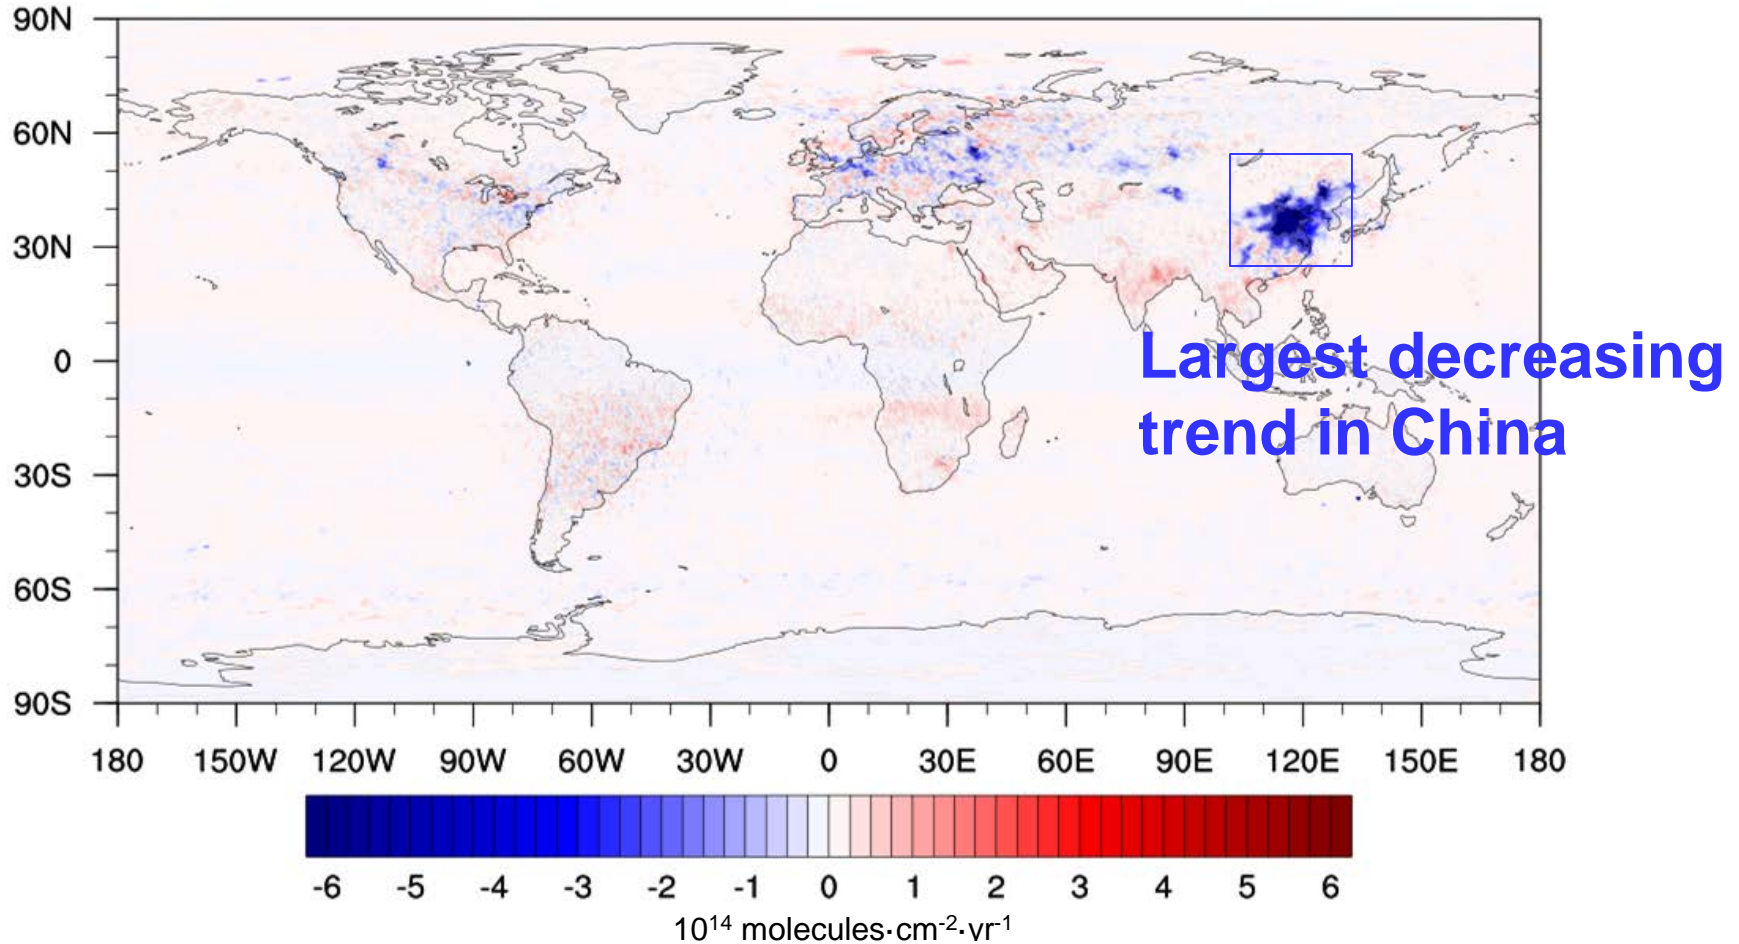 90N
60N
30N
0
30S
60S
90S
Largest decreasing
trend in China
180 150W 120W 90W 60W 30W 0 30E 60E 90E 120E 150E 180
-6 -5 -4 -3 -2 -1 0 1 2 3 4 5 6
10¹⁴ molecules·cm⁻²·yr⁻¹